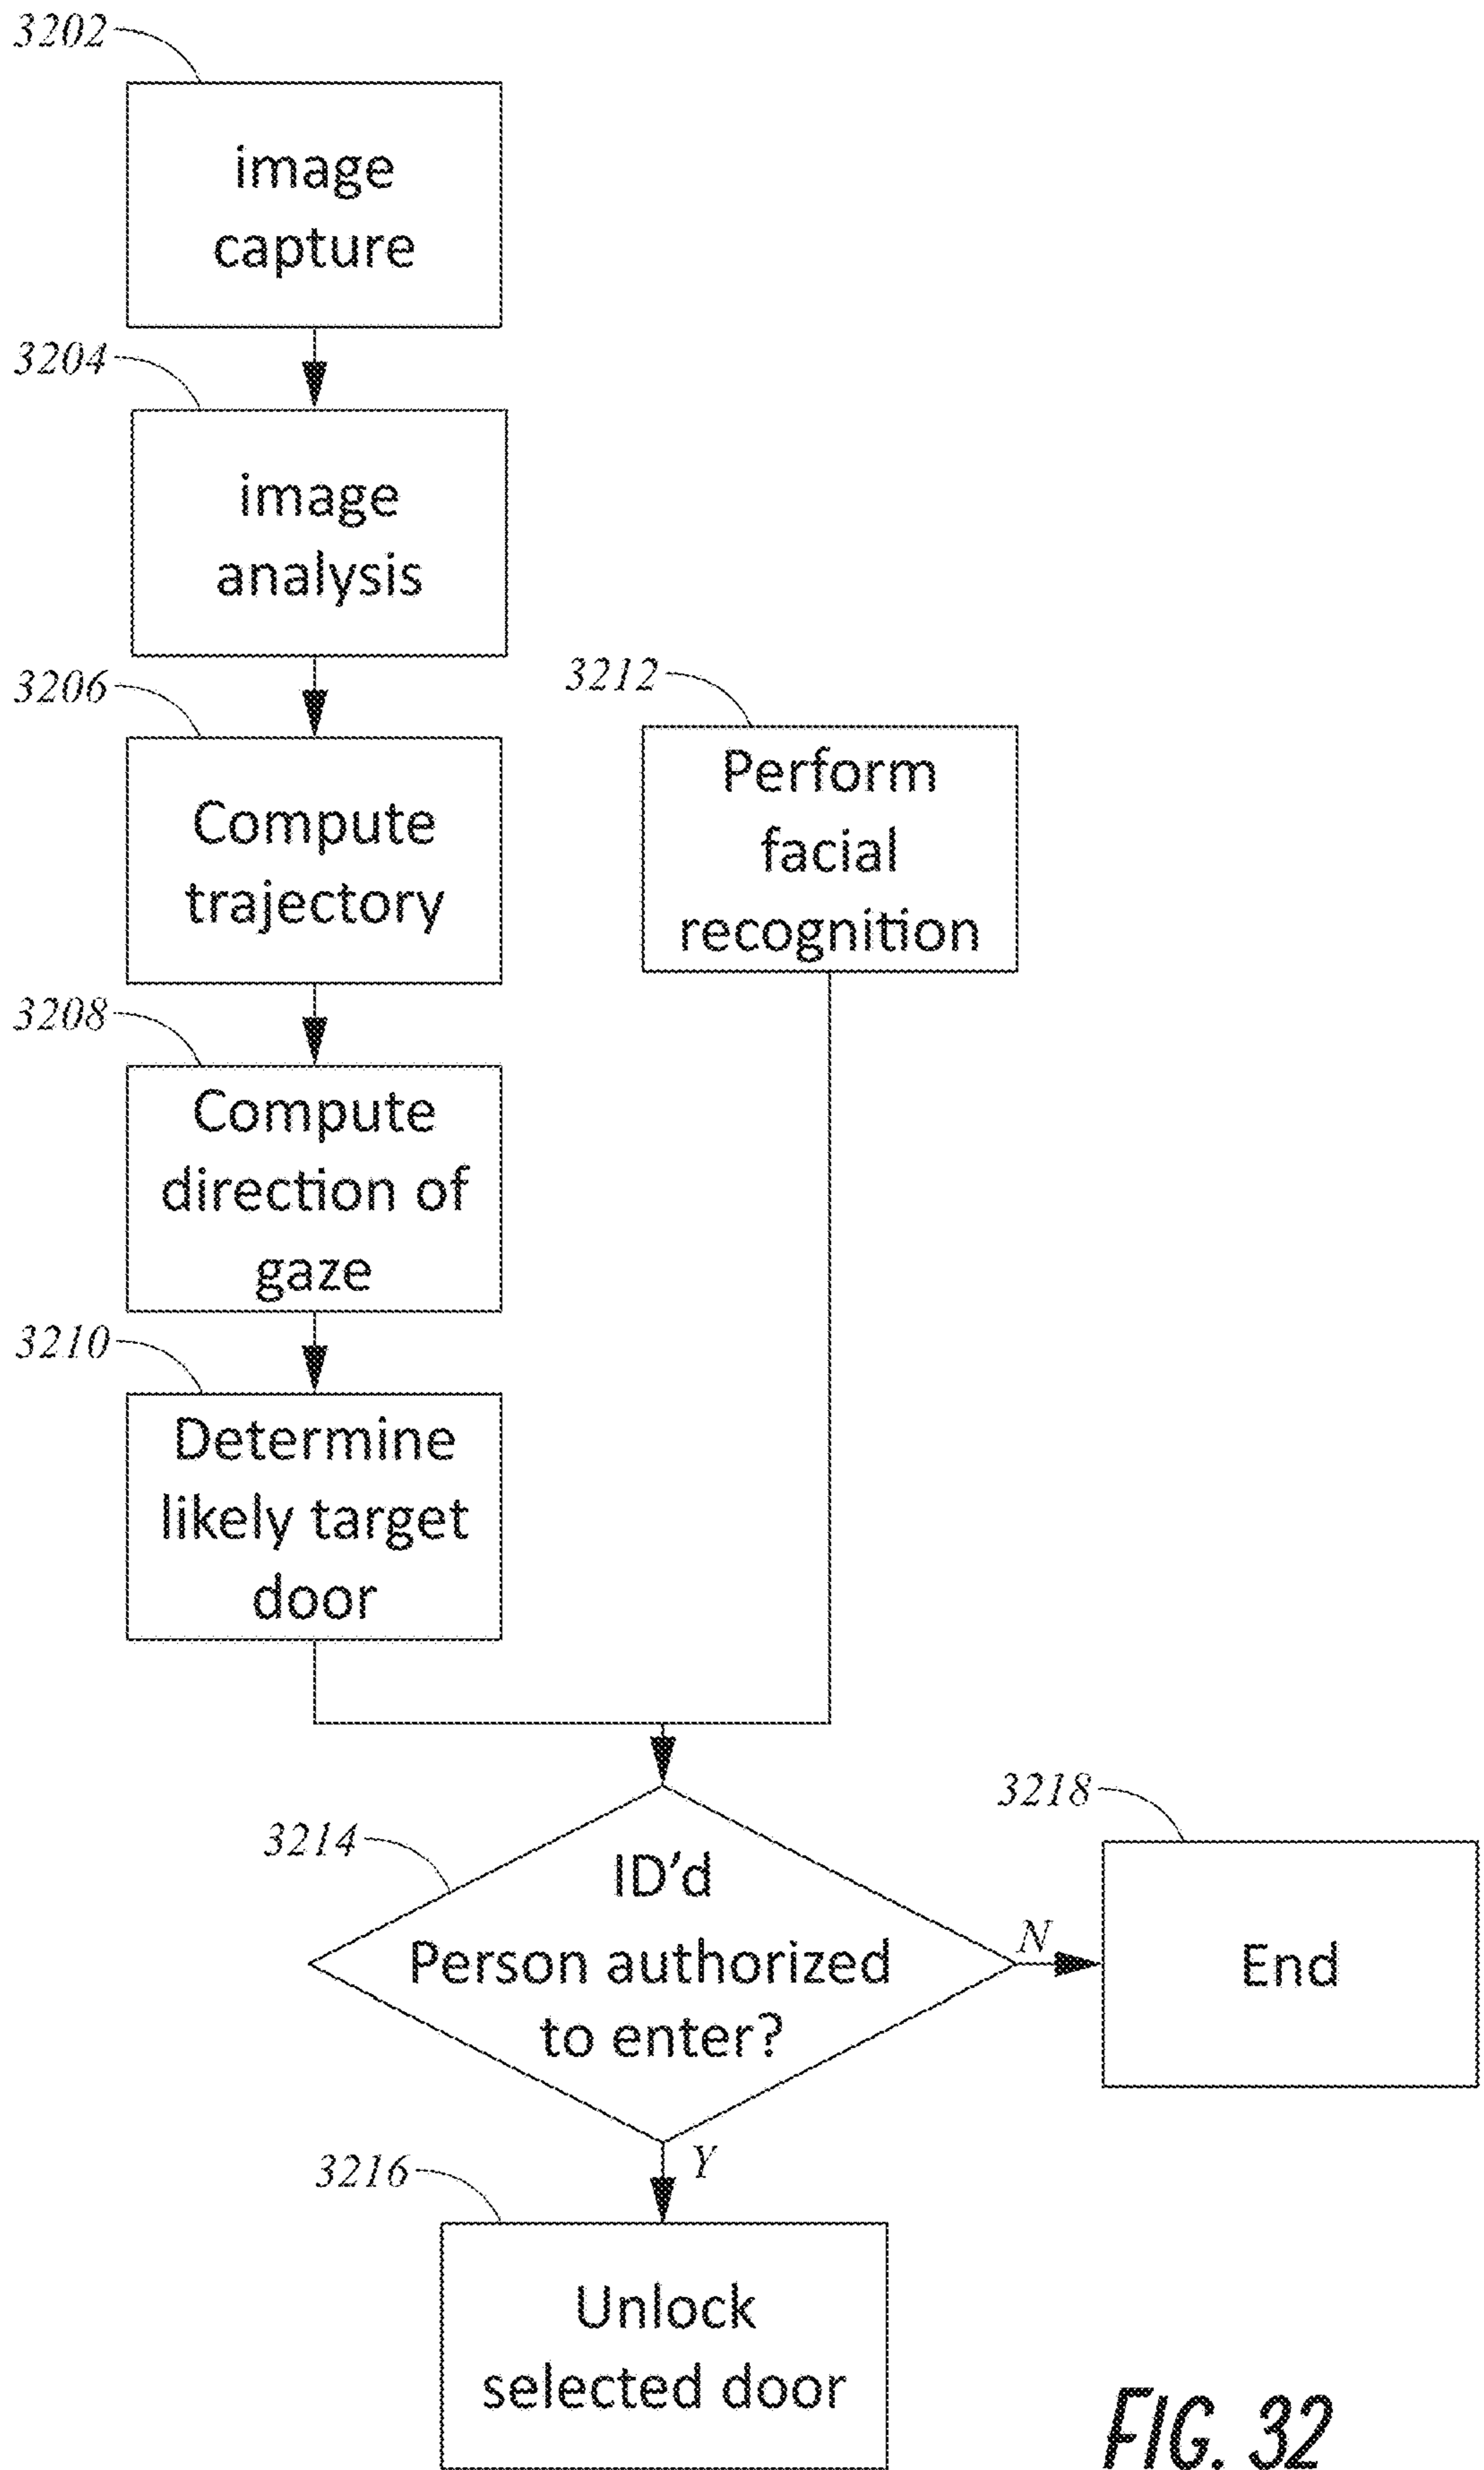 3202
image
capture
3204
image
analysis
3206
Compute
trajectory
3212
Perform
facial
recognition
3208
Compute
direction of
gaze
3210
Determine
likely target
door
3214
ID'd
Person authorized
to enter?
N
3218
End
Y
3216
Unlock
selected door
FIG. 32